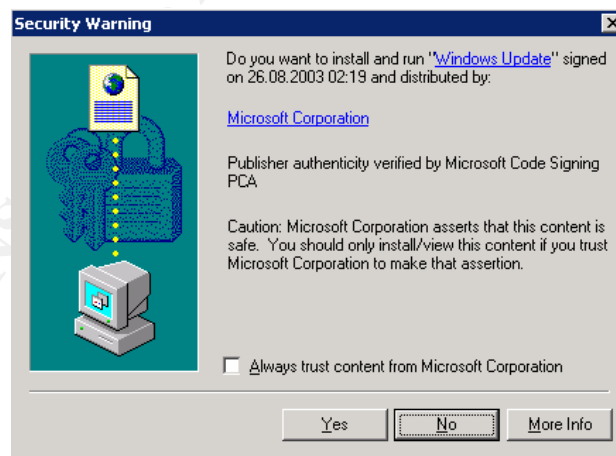 Security Warning
Do you want to install and run "Windows Update" signed
on 26.08.2003 02:19 and distributed by:
Microsoft Corporation
Publisher authenticity verified by Microsoft Code Signing
PCA
Caution: Microsoft Corporation asserts that this content is
safe. You should only install/view this content if you trust
Microsoft Corporation to make that assertion.
Always trust content from Microsoft Corporation
Yes No More Info